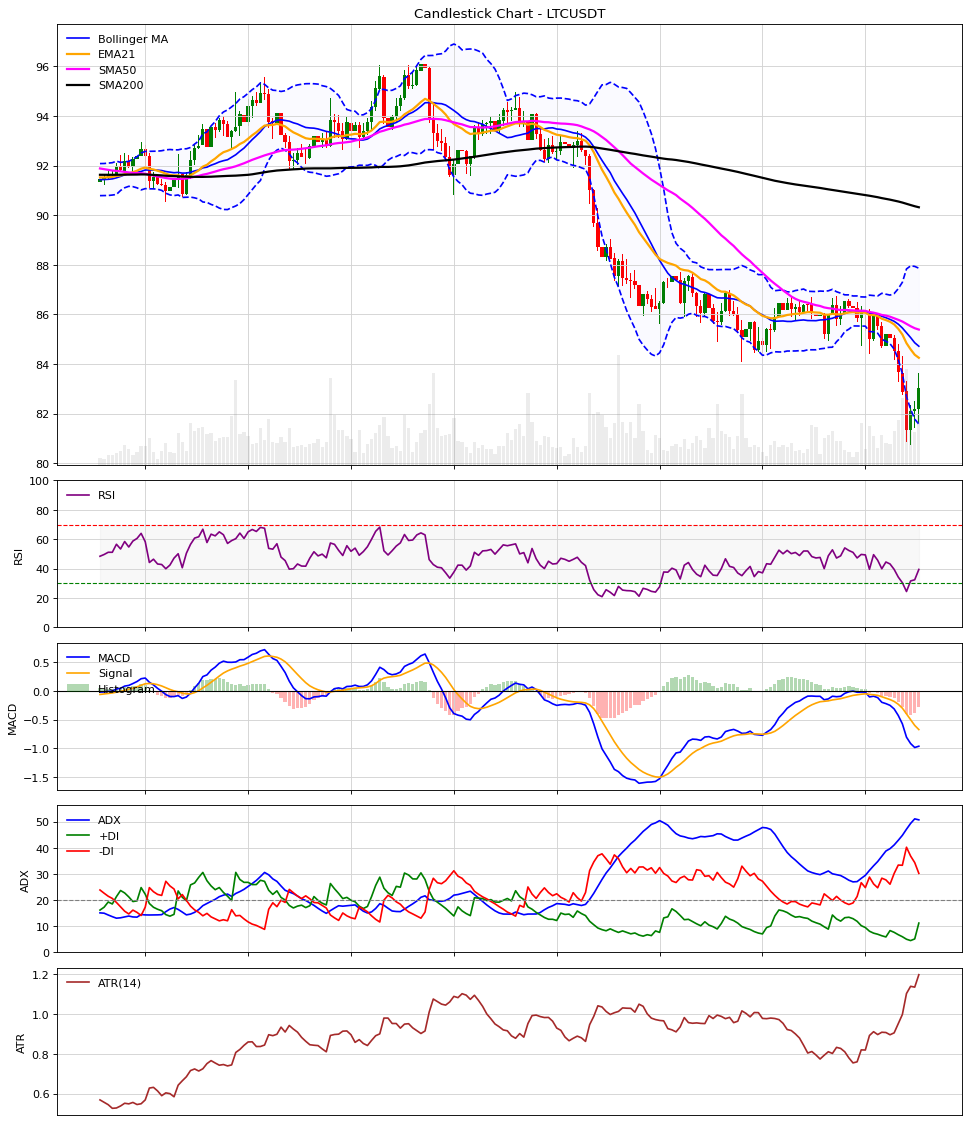 Candlestick Chart - LTCUSDT
Bollinger MA
EMA21
SMA50
SMA200
96
94
92
90
88
86
84
82
80
RSI
100
80
60
40
20
0
RSI
MACD
Signal
Histogram
0.5
0.0
−0.5
−1.0
−1.5
MACD
ADX
+DI
-DI
50
40
30
20
10
0
ADX
ATR(14)
1.2
1.0
0.8
0.6
ATR